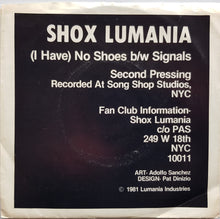 SHOX LUMANIA
(I Have) No Shoes b/w Signals
Second Pressing
Recorded At Song Shop Studios,
NYC
Fan Club Information-
Shox Lumania
c/o PAS
249 W 18th
NYC
10011
ART- Adolfo Sanchez
DESIGN- Pat Dinizio
© 1981 Lumania Industries